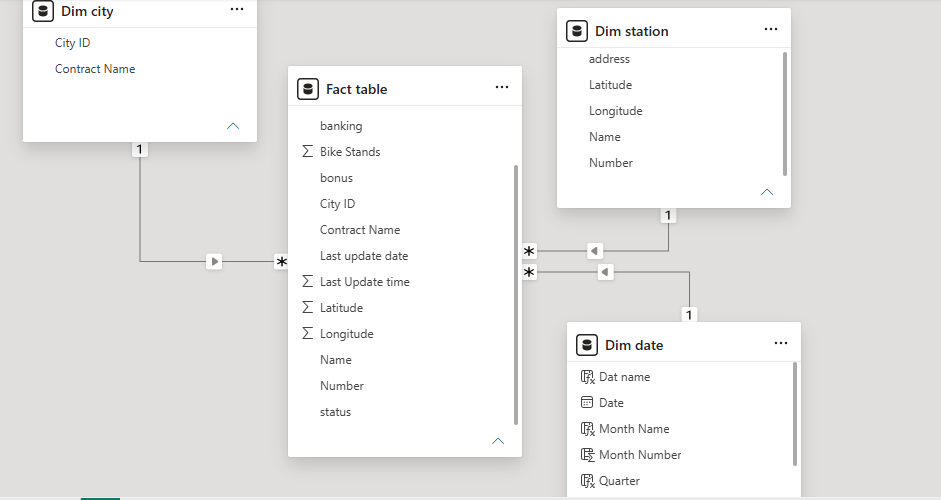 Dim city
City ID
Contract Name
1
Fact table
banking
Σ Bike Stands
bonus
City ID
Contract Name
Last update date
Σ Last Update time
Σ Latitude
Σ Longitude
Name
Number
status
*
Dim station
address
Latitude
Longitude
Name
Number
1
*
*
1
Dim date
Dat name
Date
Month Name
Month Number
Quarter